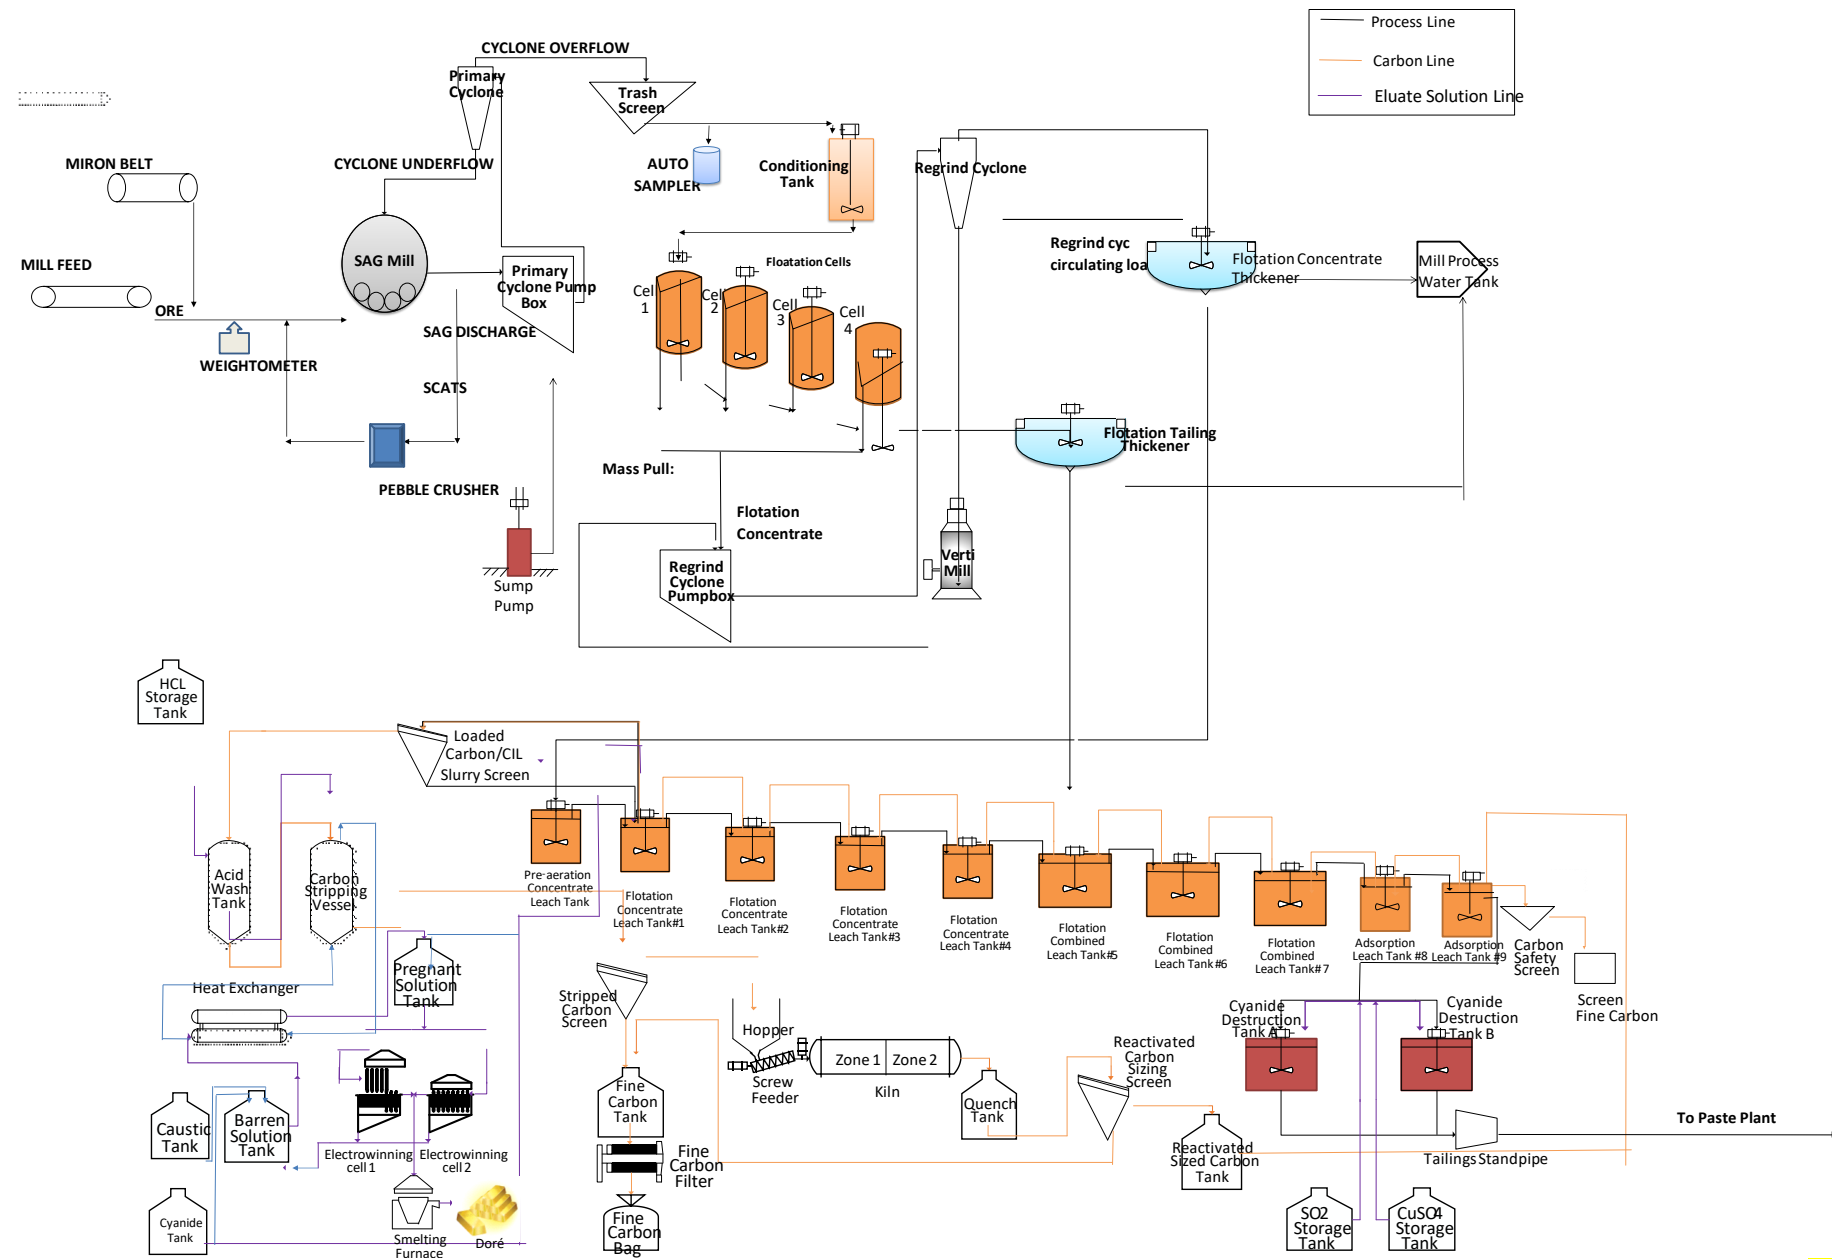 Process Line
Carbon Line
Eluate Solution Line
CYCLONE OVERFLOW
Primary
Cyclone
Trash
Screen
CYCLONE UNDERFLOW
MIRON BELT
AUTO
SAMPLER
Conditioning
Tank
Regrind Cyclone
MILL FEED
SAG Mill
Primary
Cyclone Pump
Box
Floatation Cells
Cell
1
Cell
2
Cell
3
Cell
4
Regrind cyc
circulating loa
Flotation Concentrate
Thickener
Mill Process
Water Tank
ORE
WEIGHTOMETER
SAG DISCHARGE
SCATS
PEBBLE CRUSHER
Flotation Tailing
Thickener
Mass Pull:
Flotation
Concentrate
Sump
Pump
Regrind
Cyclone
Pumpbox
Verti
Mill
HCL
Storage
Tank
Loaded
Carbon/CIL
Slurry Screen
Acid
Wash
Tank
Carbon
Stripping
Vessel
Pre-aeration
Concentrate
Leach Tank
Flotation
Concentrate
Leach Tank#1
Flotation
Concentrate
Leach Tank#2
Flotation
Concentrate
Leach Tank#3
Flotation
Concentrate
Leach Tank#4
Flotation
Combined
Leach Tank#5
Flotation
Combined
Leach Tank#6
Flotation
Combined
Leach Tank#7
Adsorption
Leach Tank #8
Adsorption
Leach Tank #9
Carbon
Safety
Screen
Screen
Fine Carbon
Heat Exchanger
Pregnant
Solution
Tank
Stripped
Carbon
Screen
Hopper
Screw
Feeder
Zone 1
Zone 2
Kiln
Quench
Tank
Reactivated
Carbon
Sizing
Screen
Cyanide
Destruction
Tank A
Cyanide
Destruction
Tank B
Caustic
Tank
Barren
Solution
Tank
Electrowinning
cell 1
Electrowinning
cell 2
Fine
Carbon
Tank
Fine
Carbon
Filter
Reactivated
Sized Carbon
Tank
Tailings Standpipe
To Paste Plant
Cyanide
Tank
Smelting
Furnace
Doré
Fine
Carbon
Bag
SO2
Storage
Tank
CuSO4
Storage
Tank